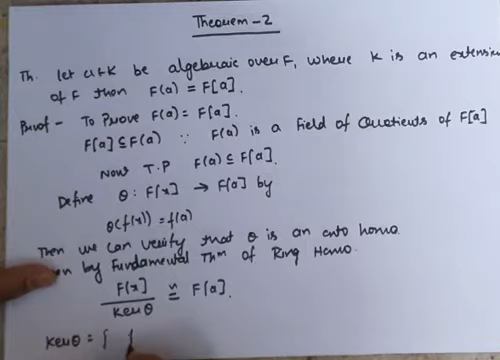 Theorem-2
Th. let a∈K be algebraic over F, where K is an extension
of F then F(a) = F[a].
Proof - To Prove F(a) = F[a].
F[a] ⊆ F(a) ∵ F(a) is a Field of Quotients of F[a]
Now T.P F(a) ⊆ F[a].
Define θ: F[x] → F[a] by
θ(f(x)) = f(a)
Then we can verify that θ is an onto homo.
by Fundamental Thm of Ring Homo.
F[x]/Ker θ ≅ F[a].
Ker θ = {